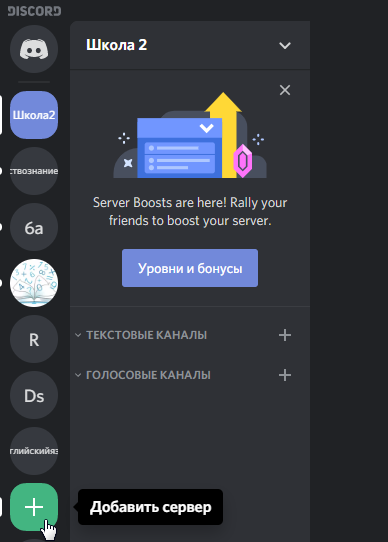 DISCORD
Школа 2
Школа2
ствознание
6а
R
Ds
глийскийяз
Server Boosts are here! Rally your
friends to boost your server.
Уровни и бонусы
ТЕКСТОВЫЕ КАНАЛЫ
ГОЛОСОВЫЕ КАНАЛЫ
Добавить сервер